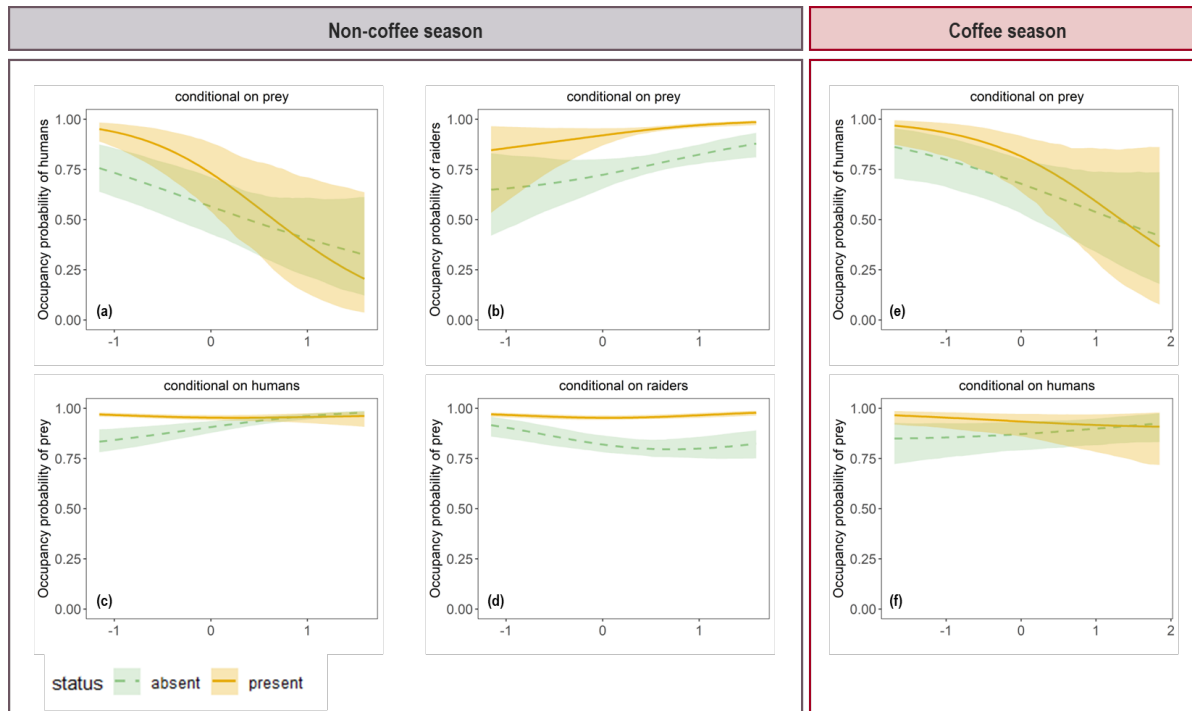 Non-coffee season
Coffee season
conditional on prey
Occupancy probability of humans
1.00
0.75
0.50
0.25
0.00
(a)
-1 0 1
conditional on prey
Occupancy probability of raiders
1.00
0.75
0.50
0.25
0.00
(b)
-1 0 1
conditional on prey
Occupancy probability of humans
1.00
0.75
0.50
0.25
0.00
(e)
-1 0 1 2
conditional on humans
Occupancy probability of prey
1.00
0.75
0.50
0.25
0.00
(c)
-1 0 1
conditional on raiders
Occupancy probability of prey
1.00
0.75
0.50
0.25
0.00
(d)
-1 0 1
conditional on humans
Occupancy probability of prey
1.00
0.75
0.50
0.25
0.00
(f)
-1 0 1 2
status absent present